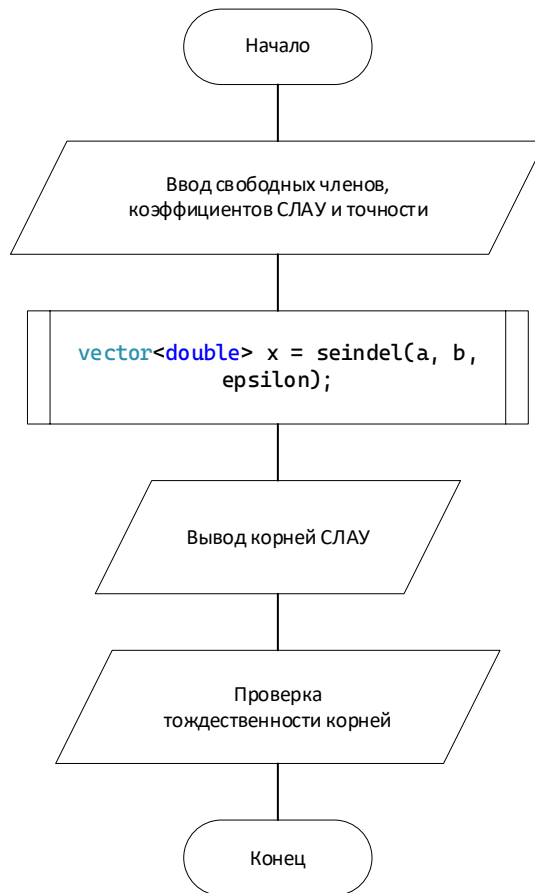 Начало
Ввод свободных членов,
коэффициентов СЛАУ и точности
vector<double> x = seindel(a, b,
epsilon);
Вывод корней СЛАУ
Проверка
тождественности корней
Конец